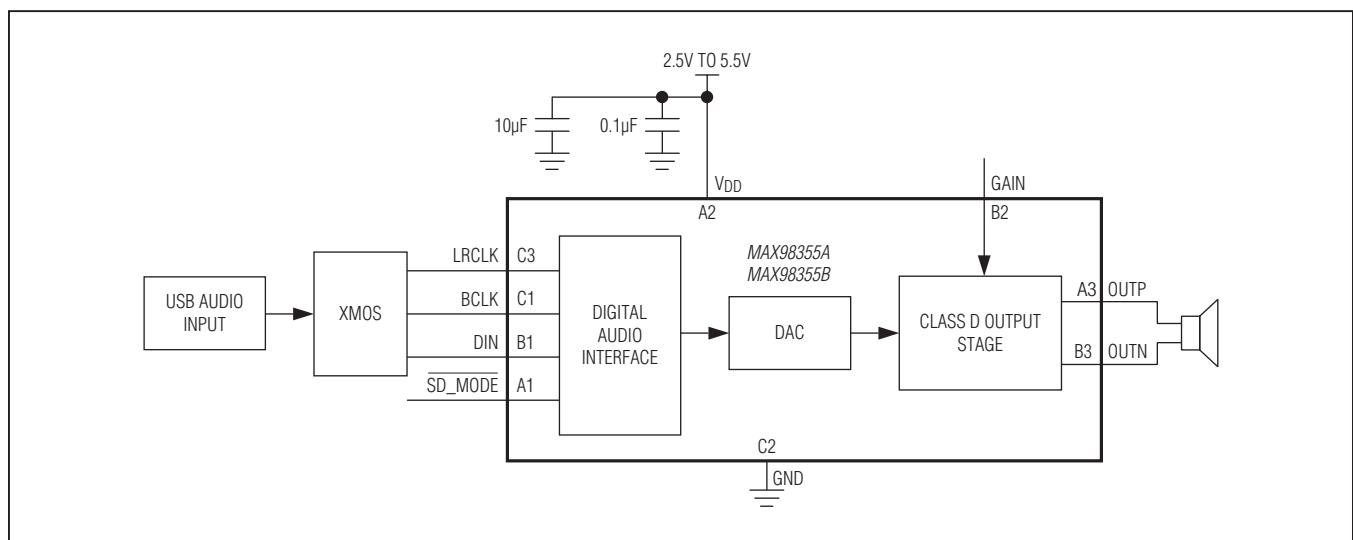 2.5V TO 5.5V
10µF
0.1µF
VDD
GAIN
A2
B2
MAX98355A
MAX98355B
LRCLK
C3
BCLK
C1
DIN
B1
SD_MODE
A1
USB AUDIO
INPUT
XMOS
DIGITAL
AUDIO
INTERFACE
DAC
CLASS D OUTPUT
STAGE
A3
OUTP
B3
OUTN
C2
GND